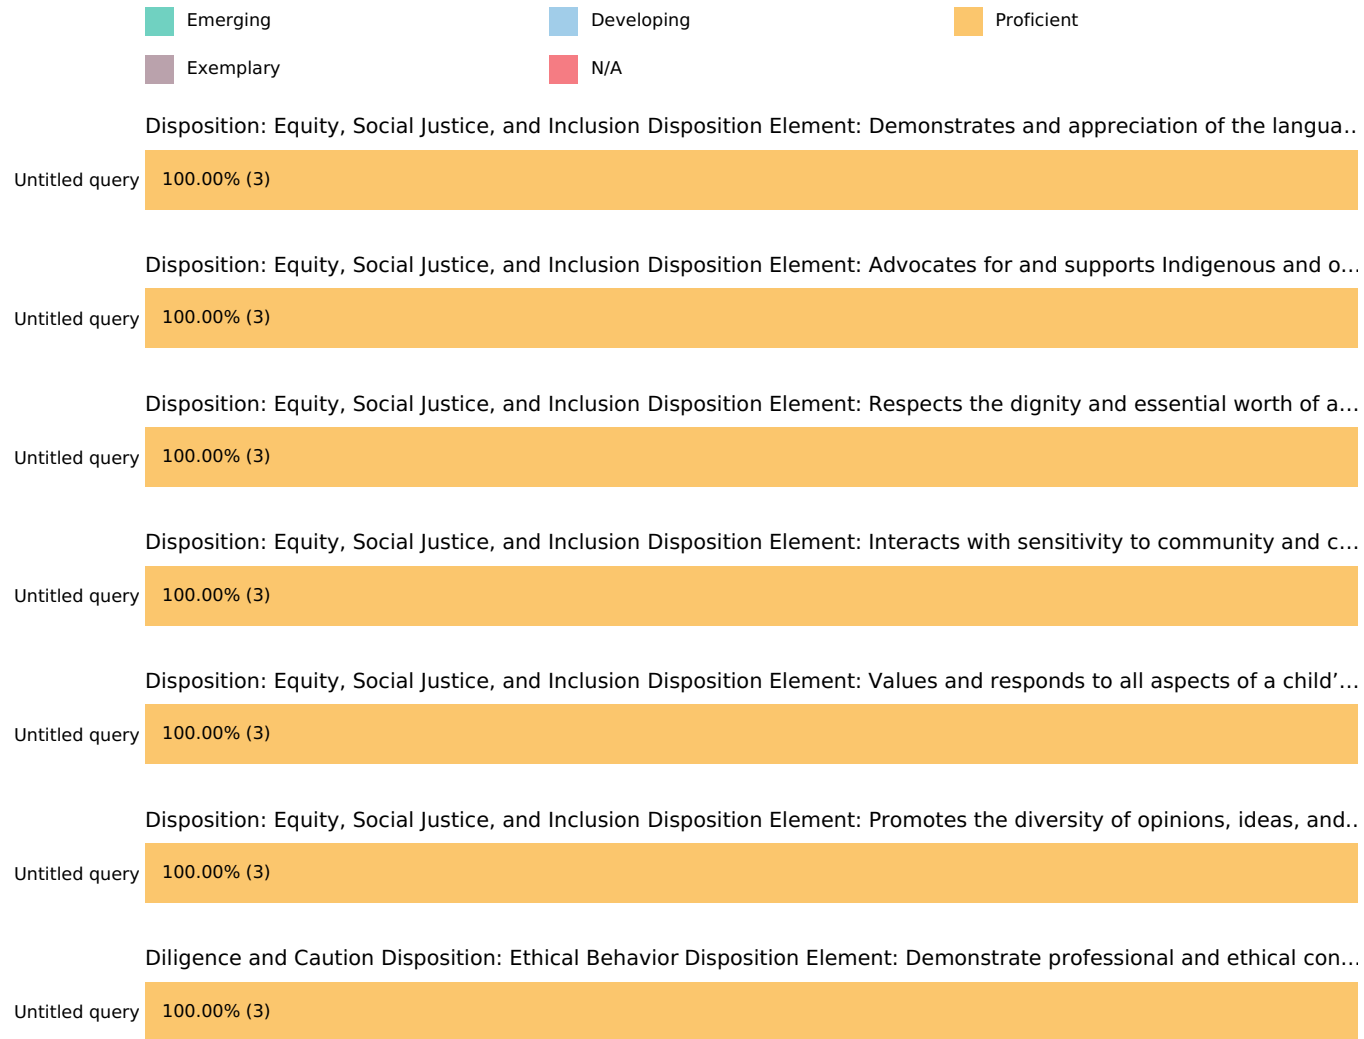 Emerging
Developing
Proficient
Exemplary
N/A
Disposition: Equity, Social Justice, and Inclusion Disposition Element: Demonstrates and appreciation of the langua...
Untitled query
100.00% (3)
Disposition: Equity, Social Justice, and Inclusion Disposition Element: Advocates for and supports Indigenous and o...
Untitled query
100.00% (3)
Disposition: Equity, Social Justice, and Inclusion Disposition Element: Respects the dignity and essential worth of a...
Untitled query
100.00% (3)
Disposition: Equity, Social Justice, and Inclusion Disposition Element: Interacts with sensitivity to community and c...
Untitled query
100.00% (3)
Disposition: Equity, Social Justice, and Inclusion Disposition Element: Values and responds to all aspects of a child’...
Untitled query
100.00% (3)
Disposition: Equity, Social Justice, and Inclusion Disposition Element: Promotes the diversity of opinions, ideas, and...
Untitled query
100.00% (3)
Diligence and Caution Disposition: Ethical Behavior Disposition Element: Demonstrate professional and ethical con...
Untitled query
100.00% (3)